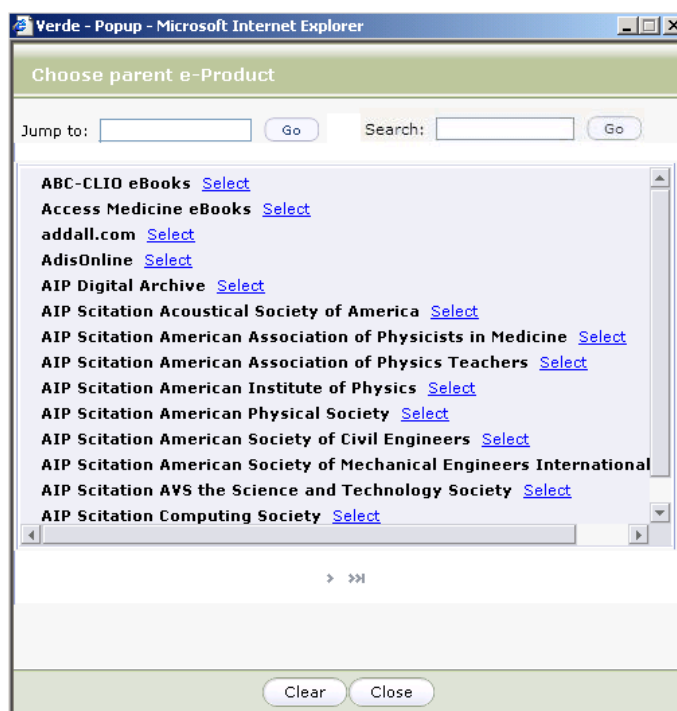 Verde - Popup - Microsoft Internet Explorer
Choose parent e-Product
Jump to: Go Search: Go
ABC-CLIO eBooks Select
Access Medicine eBooks Select
addall.com Select
AdisOnline Select
AIP Digital Archive Select
AIP Scitation Acoustical Society of America Select
AIP Scitation American Association of Physicists in Medicine Select
AIP Scitation American Association of Physics Teachers Select
AIP Scitation American Institute of Physics Select
AIP Scitation American Physical Society Select
AIP Scitation American Society of Civil Engineers Select
AIP Scitation American Society of Mechanical Engineers International
AIP Scitation AVS the Science and Technology Society Select
AIP Scitation Computing Society Select
Clear Close